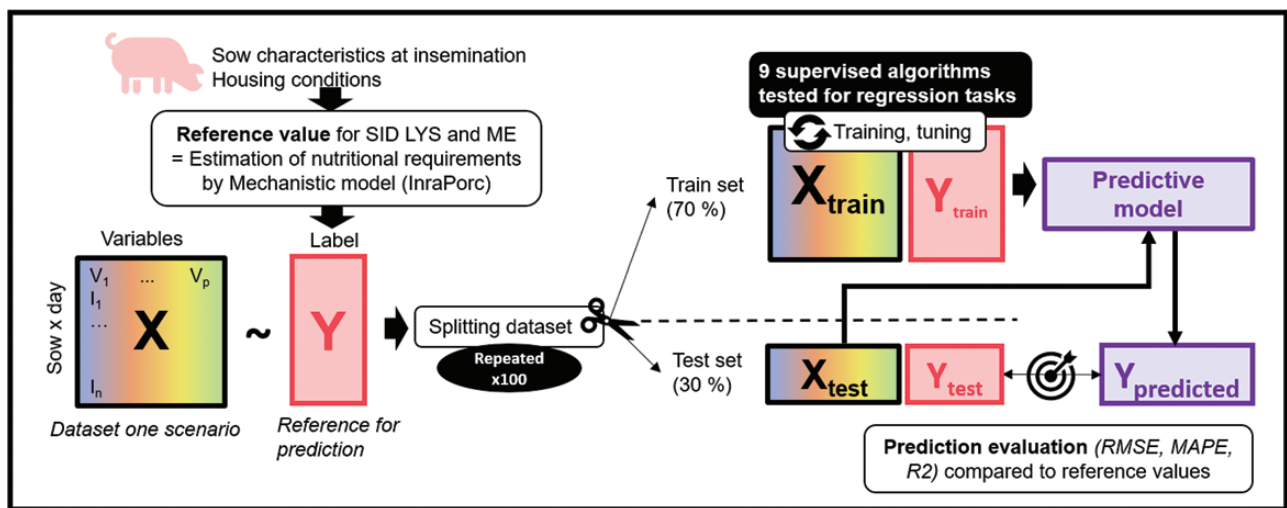 Sow characteristics at insemination
Housing conditions
Reference value for SID LYS and ME
= Estimation of nutritional requirements
by Mechanistic model (InraPorc)
Variables
Label
Sow x day
V1 ... Vp
I1
...
In
X
~
Y
Dataset one scenario
Reference for
prediction
Splitting dataset
Repeated
x100
Train set
(70 %)
Test set
(30 %)
9 supervised algorithms
tested for regression tasks
Training, tuning
Xtrain
Ytrain
Predictive
model
Xtest
Ytest
Ypredicted
Prediction evaluation (RMSE, MAPE,
R2) compared to reference values